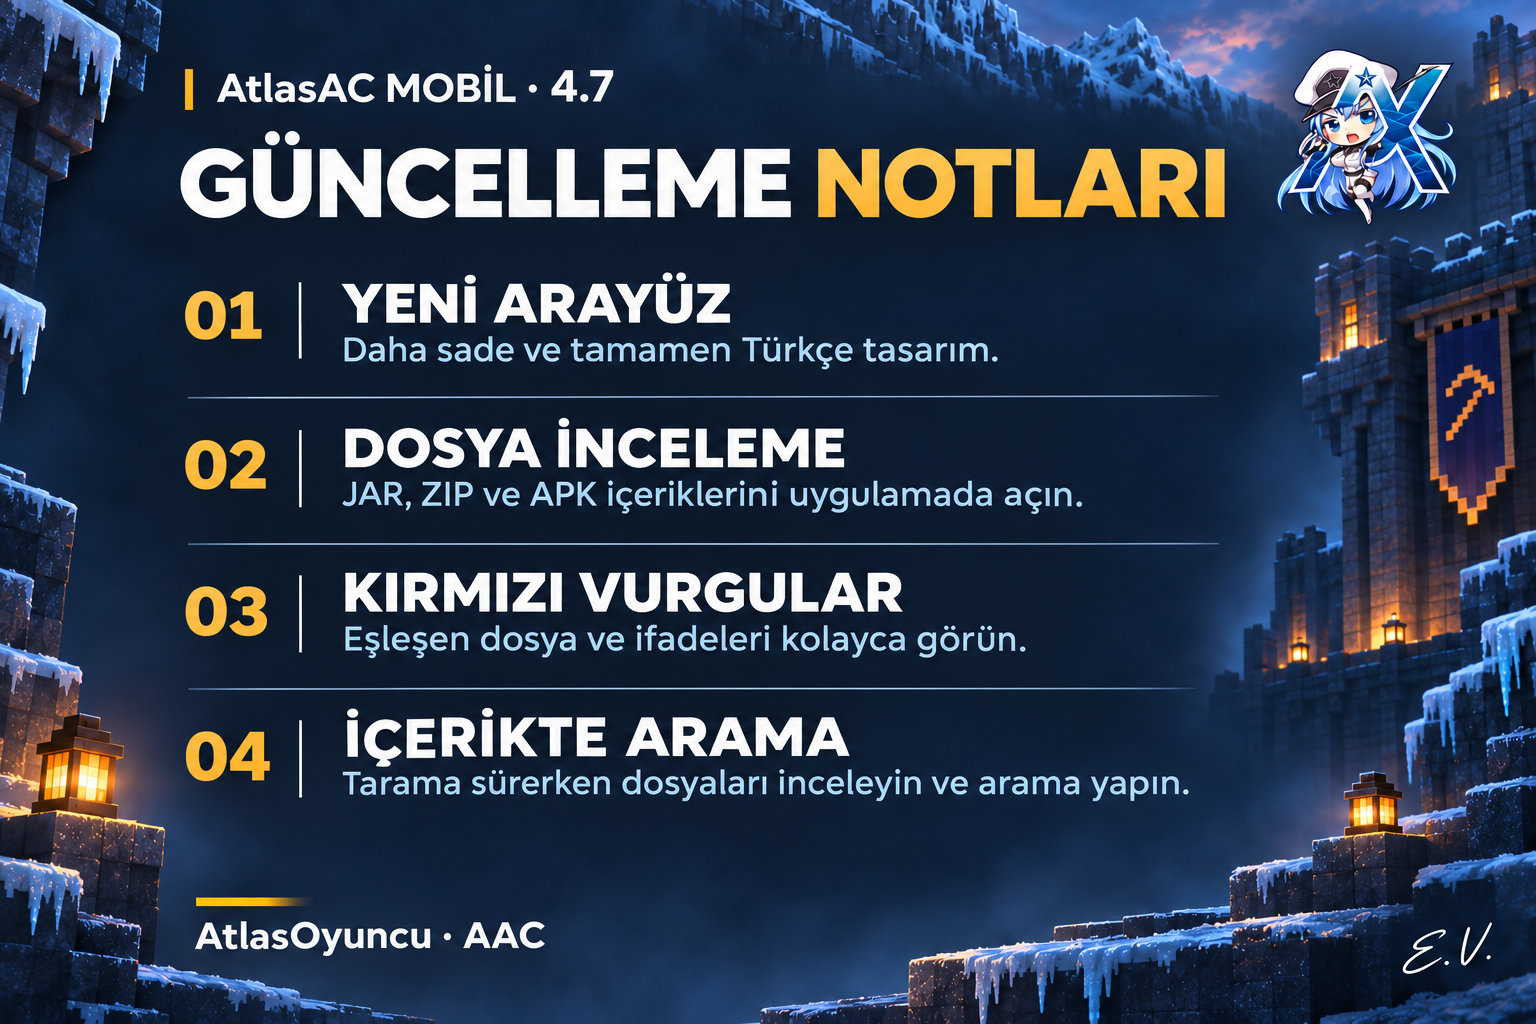 AtlasAC MOBİL · 4.7
AX
GÜNCELLEME NOTLARI
01
YENİ ARAYÜZ
Daha sade ve tamamen Türkçe tasarım.
02
DOSYA İNCELEME
JAR, ZIP ve APK içeriklerini uygulamada açın.
03
KIRMIZI VURGULAR
Eşleşen dosya ve ifadeleri kolayca görün.
04
İÇERİKTE ARAMA
Tarama sürerken dosyaları inceleyin ve arama yapın.
AtlasOyuncu · AAC
E.V.